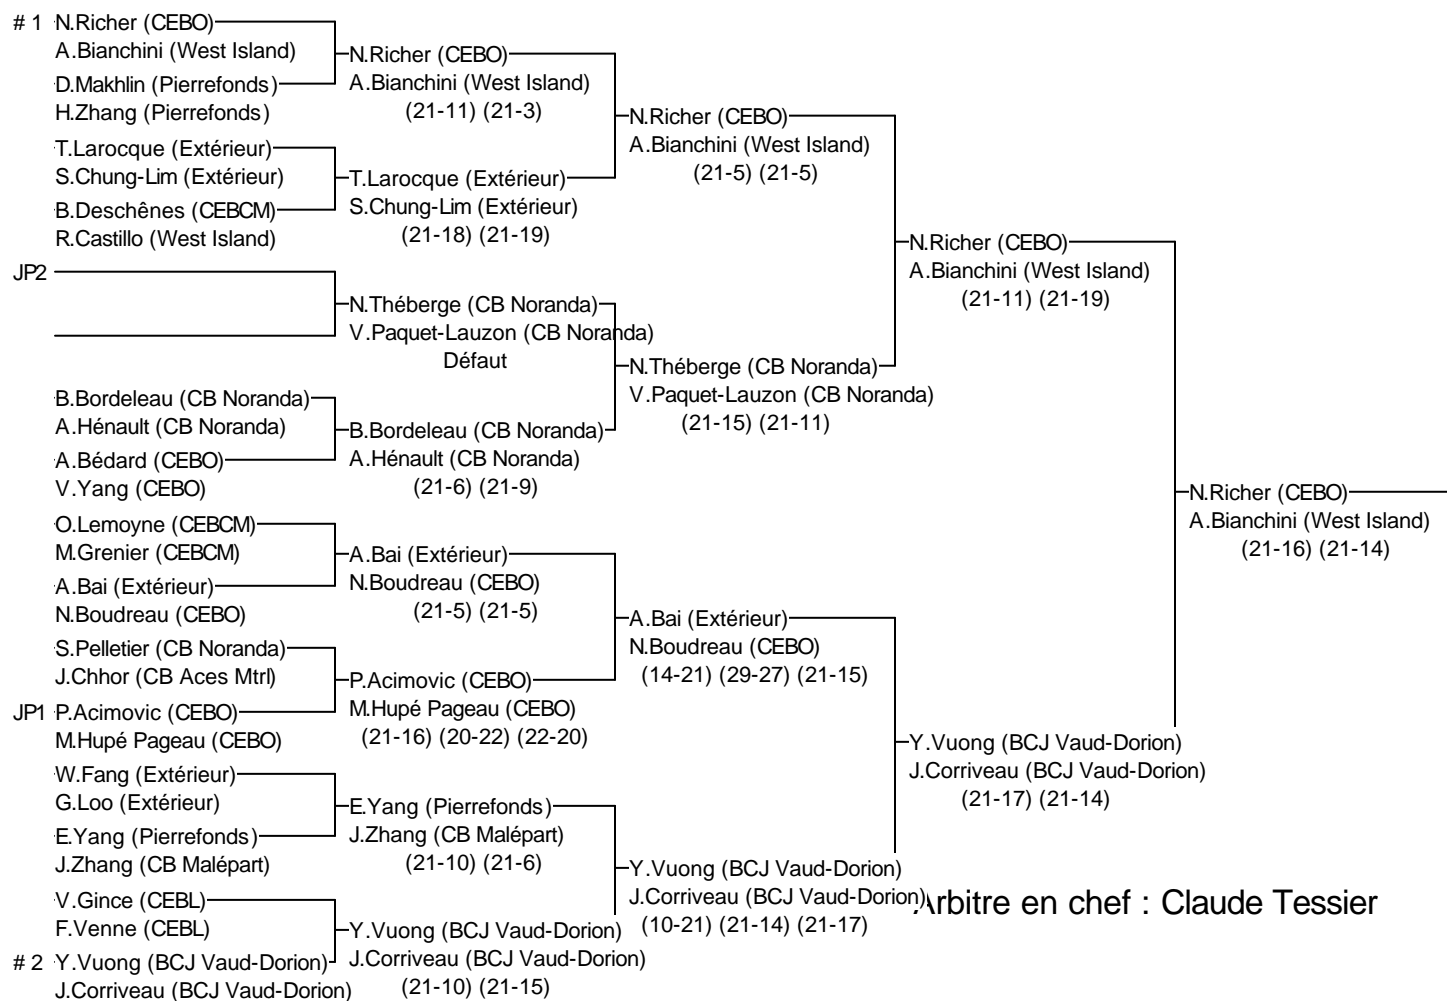 # 1 N.Richer (CEBO)
A.Bianchini (West Island)
D.Makhlin (Pierrefonds)
H.Zhang (Pierrefonds)
T.Larocque (Extérieur)
S.Chung-Lim (Extérieur)
B.Deschênes (CEBCM)
R.Castillo (West Island)
JP2
B.Bordeleau (CB Noranda)
A.Hénault (CB Noranda)
A.Bédard (CEBO)
V.Yang (CEBO)
O.Lemoyne (CEBCM)
M.Grenier (CEBCM)
A.Bai (Extérieur)
N.Boudreau (CEBO)
S.Pelletier (CB Noranda)
J.Chhor (CB Aces Mtrl)
JP1 P.Acimovic (CEBO)
M.Hupé Pageau (CEBO)
W.Fang (Extérieur)
G.Loo (Extérieur)
E.Yang (Pierrefonds)
J.Zhang (CB Malépart)
V.Gince (CEBL)
F.Venne (CEBL)
# 2 Y.Vuong (BCJ Vaud-Dorion)
J.Corriveau (BCJ Vaud-Dorion)
N.Richer (CEBO)
A.Bianchini (West Island)
(21-11) (21-3)
T.Larocque (Extérieur)
S.Chung-Lim (Extérieur)
(21-18) (21-19)
N.Théberge (CB Noranda)
V.Paquet-Lauzon (CB Noranda)
Défaut
B.Bordeleau (CB Noranda)
A.Hénault (CB Noranda)
(21-6) (21-9)
A.Bai (Extérieur)
N.Boudreau (CEBO)
(21-5) (21-5)
P.Acimovic (CEBO)
M.Hupé Pageau (CEBO)
(21-16) (20-22) (22-20)
E.Yang (Pierrefonds)
J.Zhang (CB Malépart)
(21-10) (21-6)
Y.Vuong (BCJ Vaud-Dorion)
J.Corriveau (BCJ Vaud-Dorion)
(21-10) (21-15)
N.Richer (CEBO)
A.Bianchini (West Island)
(21-5) (21-5)
N.Théberge (CB Noranda)
V.Paquet-Lauzon (CB Noranda)
(21-15) (21-11)
A.Bai (Extérieur)
N.Boudreau (CEBO)
(14-21) (29-27) (21-15)
Y.Vuong (BCJ Vaud-Dorion)
J.Corriveau (BCJ Vaud-Dorion)
(10-21) (21-14) (21-17)
N.Richer (CEBO)
A.Bianchini (West Island)
(21-11) (21-19)
Y.Vuong (BCJ Vaud-Dorion)
J.Corriveau (BCJ Vaud-Dorion)
(21-17) (21-14)
N.Richer (CEBO)
A.Bianchini (West Island)
(21-16) (21-14)
Arbitre en chef : Claude Tessier